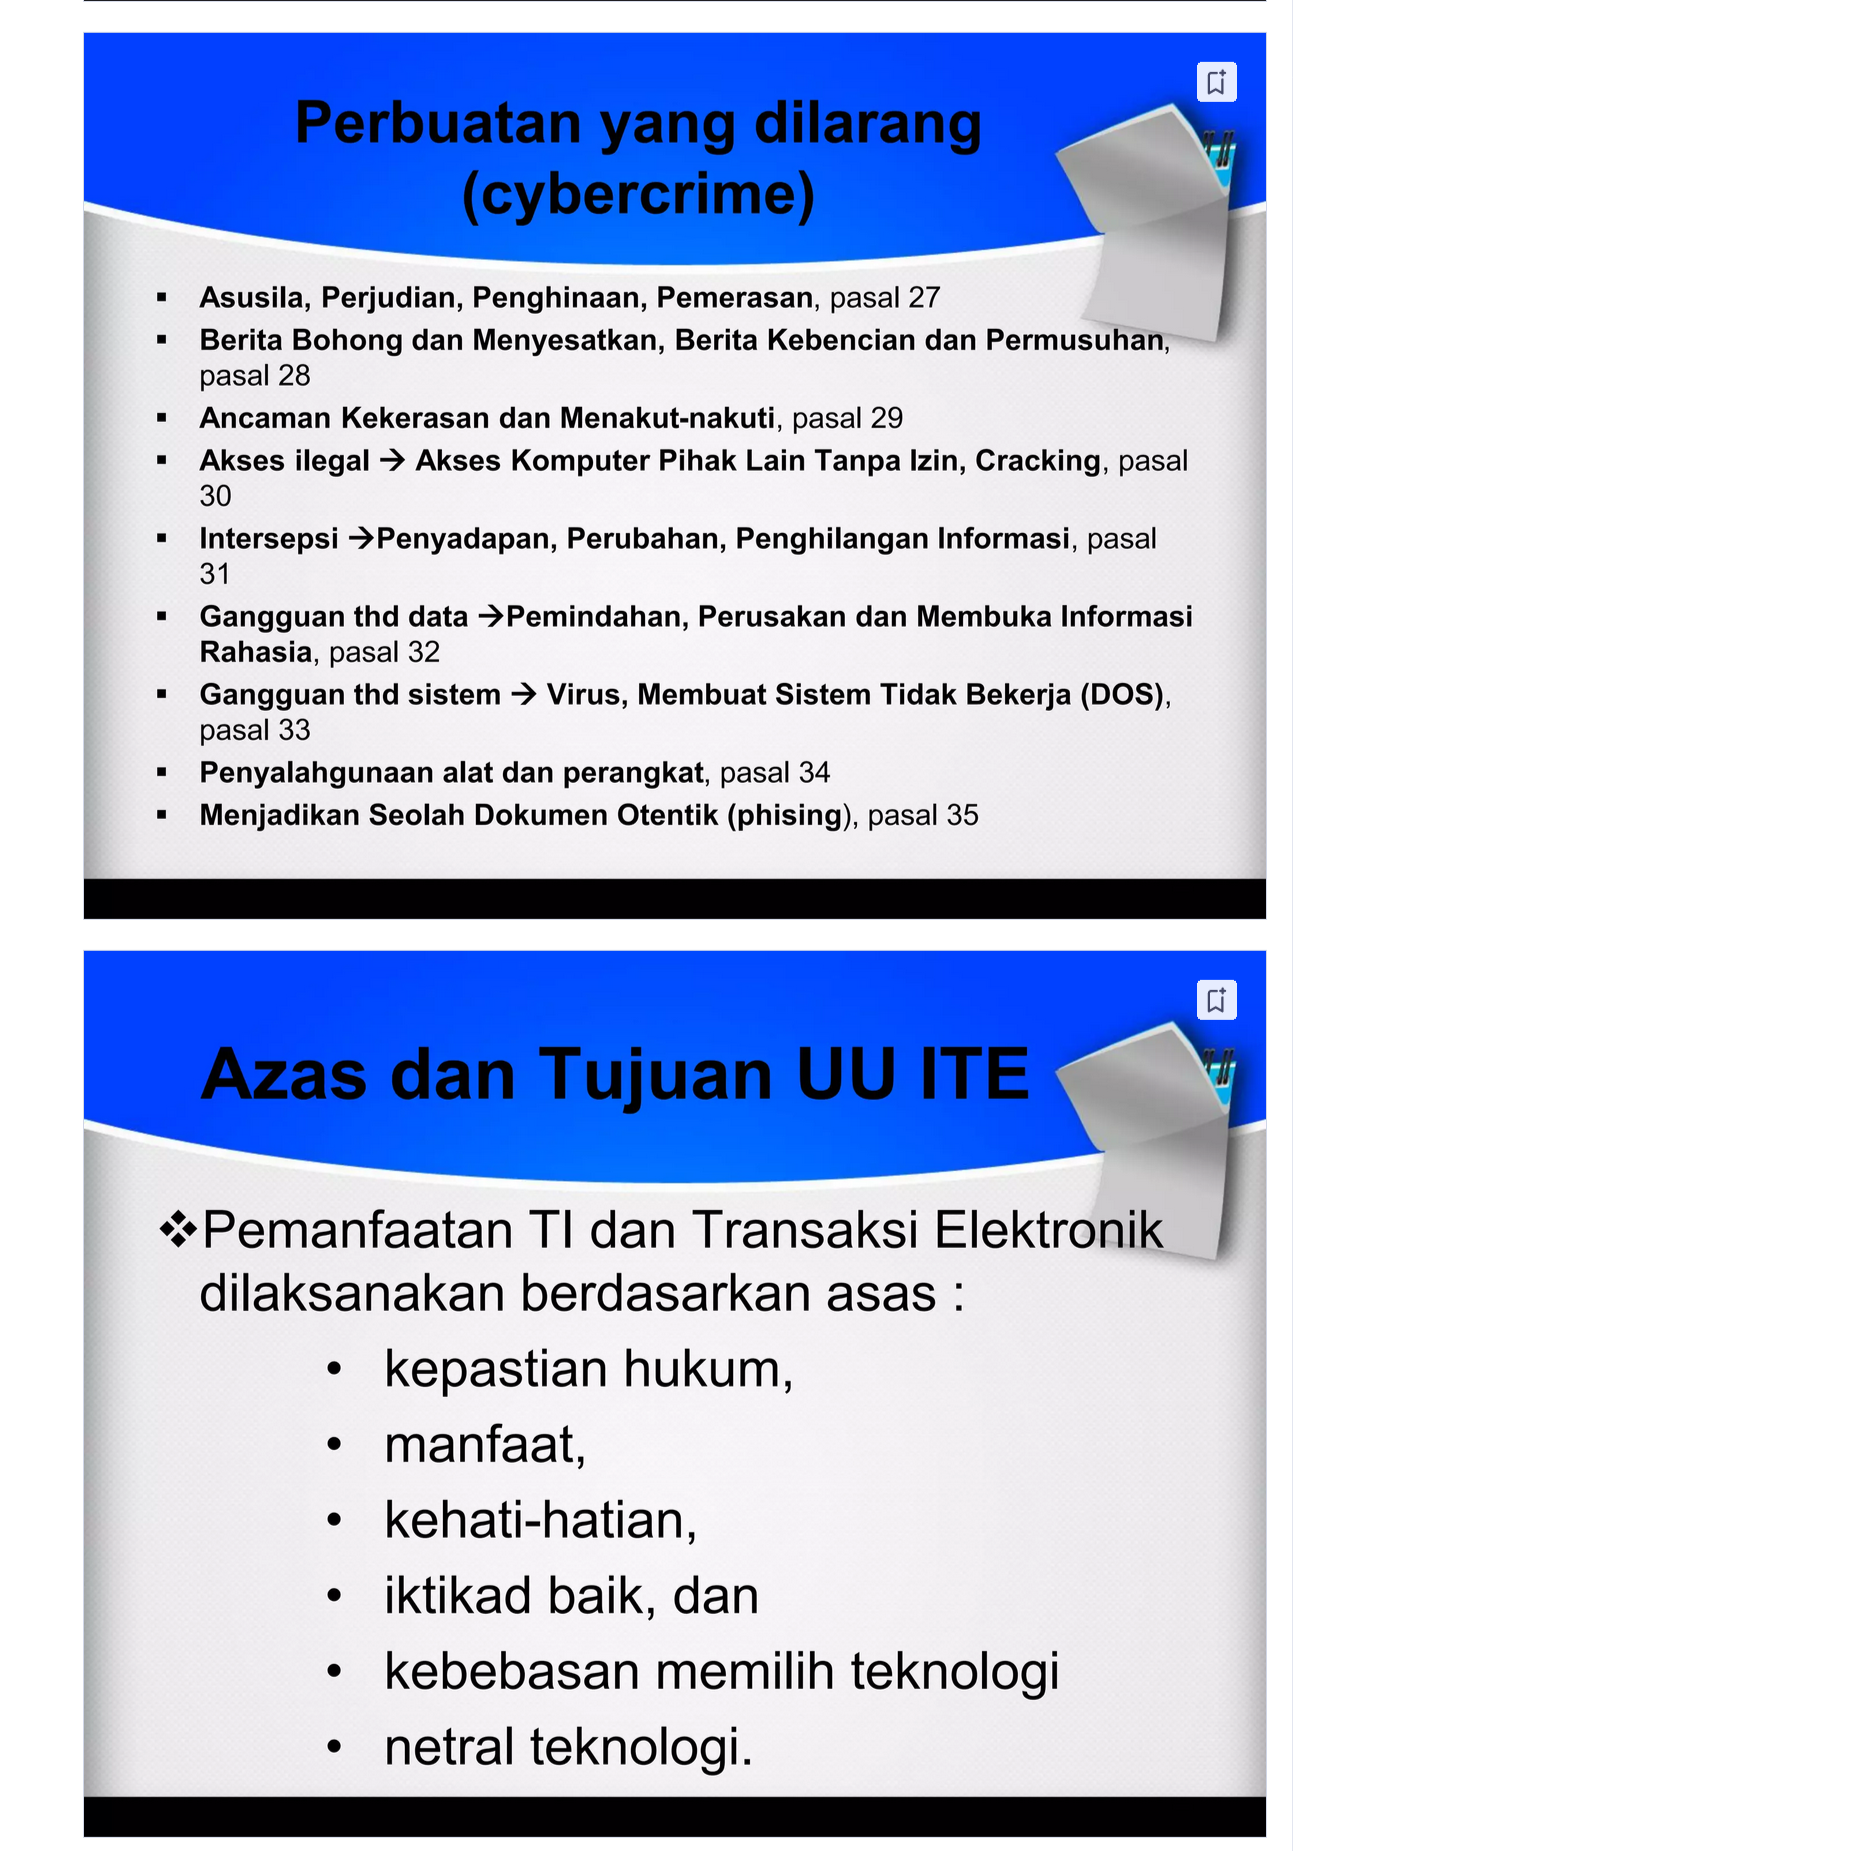 Perbuatan yang dilarang
(cybercrime)
▪ Asusila, Perjudian, Penghinaan, Pemerasan, pasal 27
▪ Berita Bohong dan Menyesatkan, Berita Kebencian dan Permusuhan,
pasal 28
▪ Ancaman Kekerasan dan Menakut-nakuti, pasal 29
▪ Akses ilegal → Akses Komputer Pihak Lain Tanpa Izin, Cracking, pasal
30
▪ Intersepsi →Penyadapan, Perubahan, Penghilangan Informasi, pasal
31
▪ Gangguan thd data →Pemindahan, Perusakan dan Membuka Informasi
Rahasia, pasal 32
▪ Gangguan thd sistem → Virus, Membuat Sistem Tidak Bekerja (DOS),
pasal 33
▪ Penyalahgunaan alat dan perangkat, pasal 34
▪ Menjadikan Seolah Dokumen Otentik (phising), pasal 35
Azas dan Tujuan UU ITE
❖Pemanfaatan TI dan Transaksi Elektronik
dilaksanakan berdasarkan asas :
• kepastian hukum,
• manfaat,
• kehati-hatian,
• iktikad baik, dan
• kebebasan memilih teknologi
• netral teknologi.